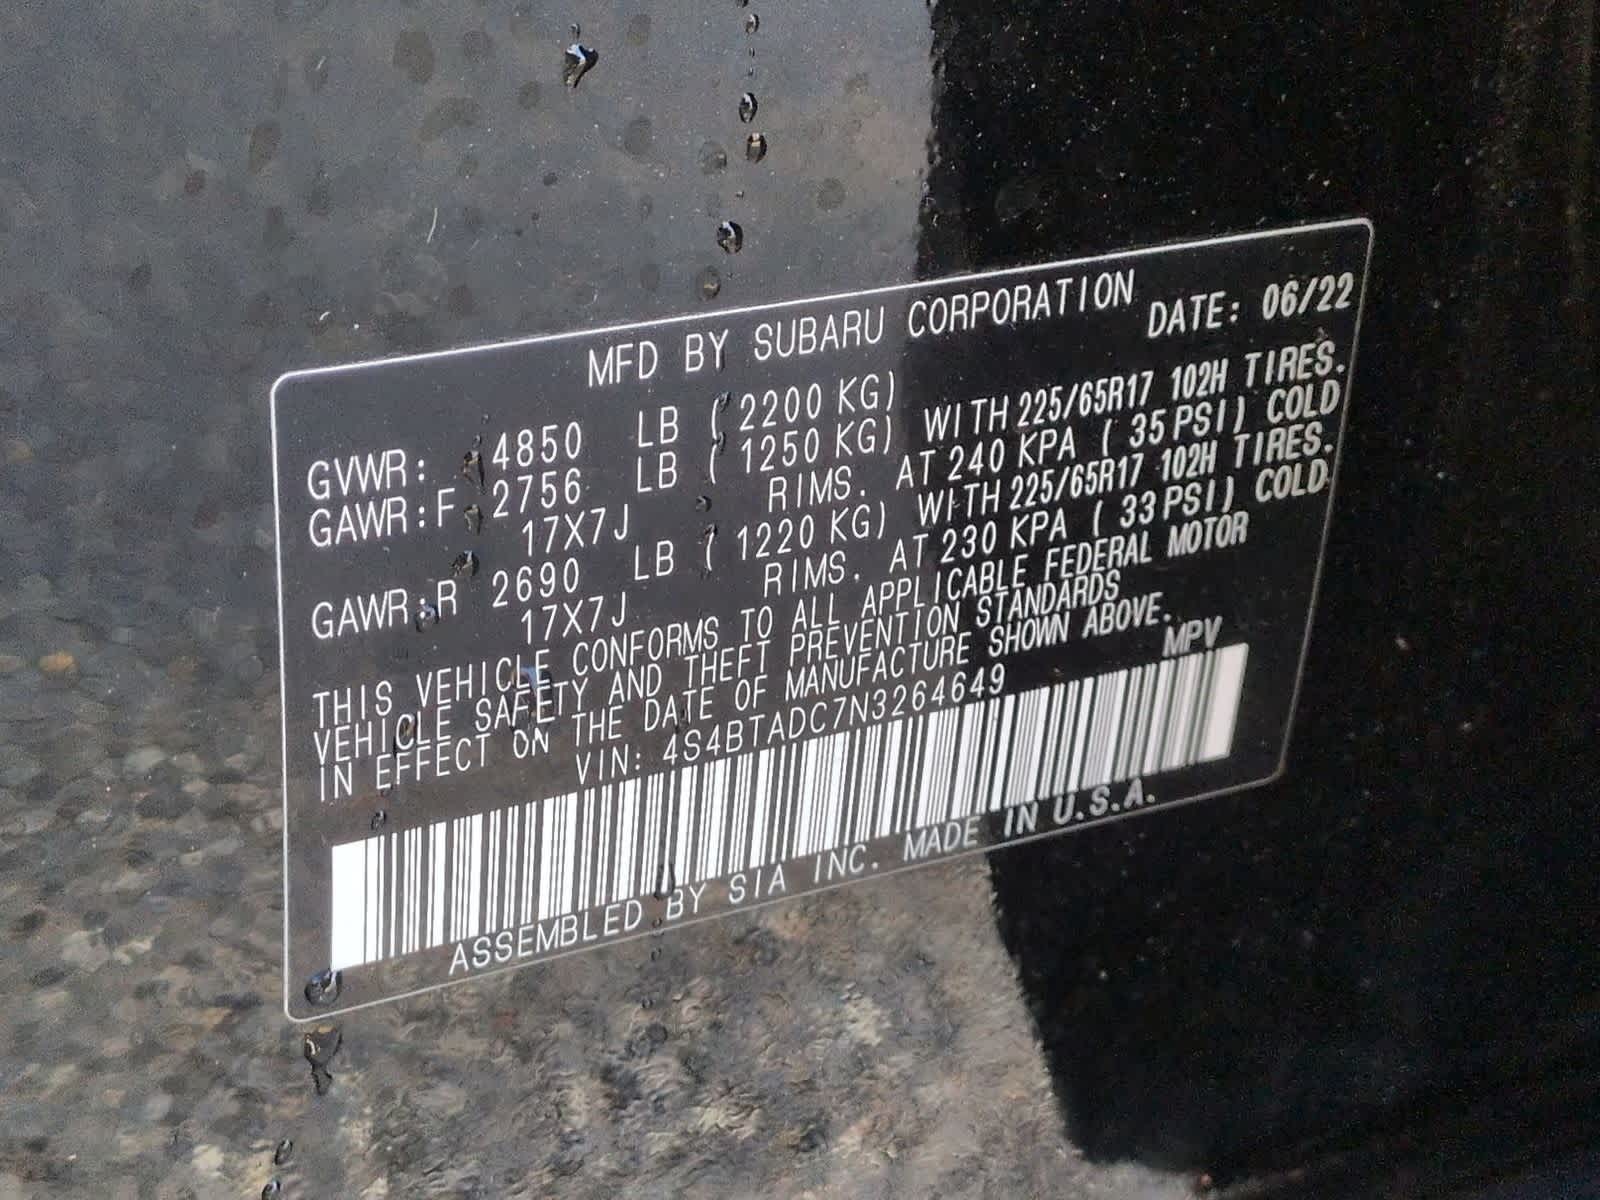 MFD BY SUBARU CORPORATION
DATE: 06/22
GVWR: 4850 LB ( 2200 KG)
GAWR:F 2756 LB ( 1250 KG) WITH 225/65R17 102H TIRES.
17X7J RIMS. AT 240 KPA ( 35 PSI) COLD
GAWR:R 2690 LB ( 1220 KG) WITH 225/65R17 102H TIRES.
17X7J RIMS. AT 230 KPA ( 33 PSI) COLD
THIS VEHICLE CONFORMS TO ALL APPLICABLE FEDERAL MOTOR
VEHICLE SAFETY AND THEFT PREVENTION STANDARDS
IN EFFECT ON THE DATE OF MANUFACTURE SHOWN ABOVE.
VIN: 4S4BTADC7N3264649 MPV
ASSEMBLED BY SIA INC. MADE IN U.S.A.